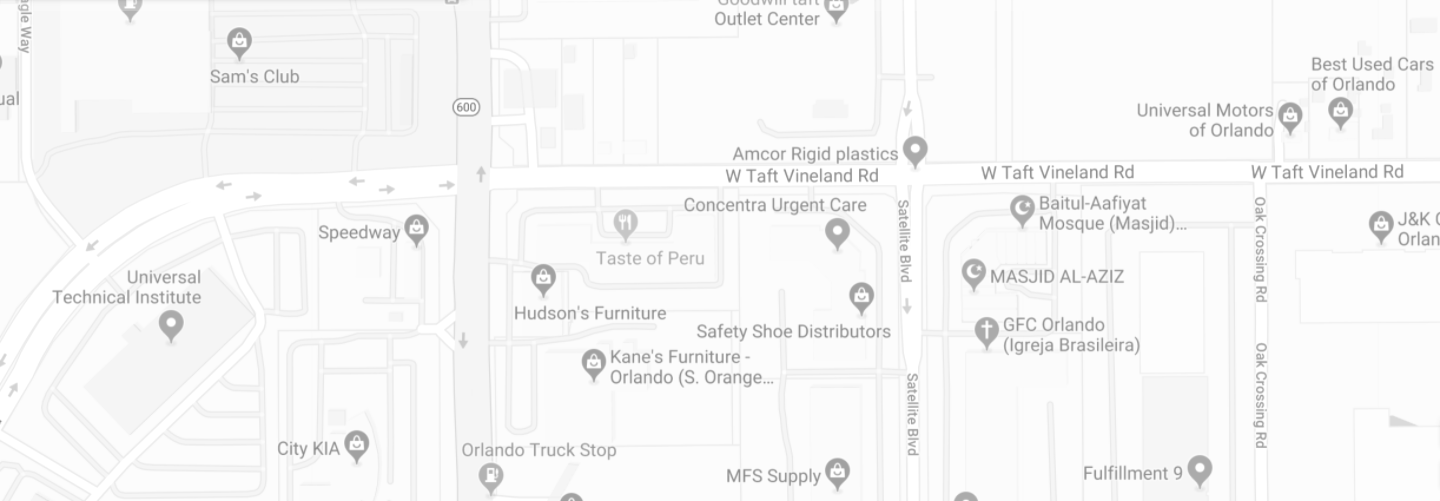 Goodwill taft
Outlet Center
gle Way
Sam's Club
Best Used Cars
of Orlando
ual
600
Universal Motors
of Orlando
Amcor Rigid plastics
W Taft Vineland Rd
W Taft Vineland Rd
W Taft Vineland Rd
Concentra Urgent Care
Baitul-Aafiyat
Mosque (Masjid)...
Speedway
J&K
Orlan
Satellite Blvd
Oak Crossing Rd
Taste of Peru
Universal
Technical Institute
MASJID AL-AZIZ
Hudson's Furniture
Safety Shoe Distributors
GFC Orlando
(Igreja Brasileira)
Kane's Furniture -
Orlando (S. Orange...
Satellite Blvd
Oak Crossing Rd
City KIA
Orlando Truck Stop
MFS Supply
Fulfillment 9